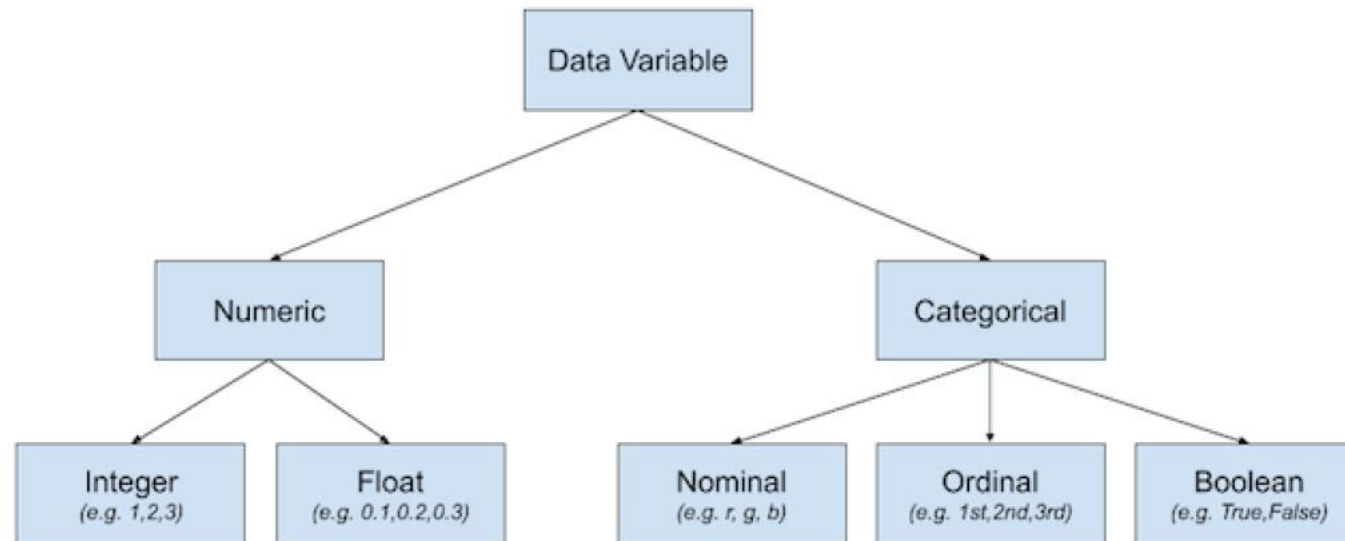 Data Variable
Numeric
Categorical
Integer
(e.g. 1,2,3)
Float
(e.g. 0.1,0.2,0.3)
Nominal
(e.g. r, g, b)
Ordinal
(e.g. 1st,2nd,3rd)
Boolean
(e.g. True,False)